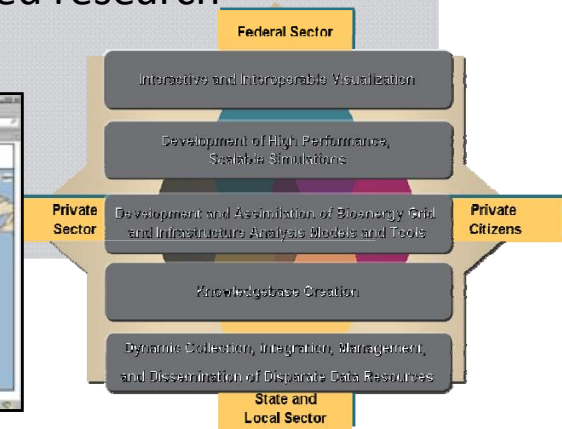 ed research
Federal Sector
Interactive and Interoperable Visualization
Development of High Performance,
Scalable Simulations
Private
Sector
Development and Assimilation of Bioenergy Grid
and Infrastructure Analysis Models and Tools
Private
Citizens
Knowledgebase Creation
Dynamic Collection, Integration, Management,
and Dissemination of Disparate Data Resources
State and
Local Sector